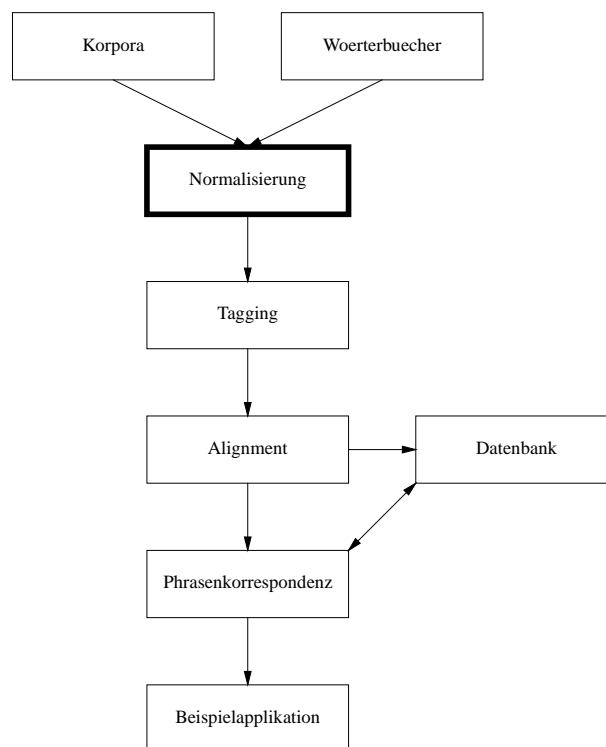 Korpora
Woerterbuecher
Normalisierung
Tagging
Alignment
Datenbank
Phrasenkorrespondenz
Beispielapplikation